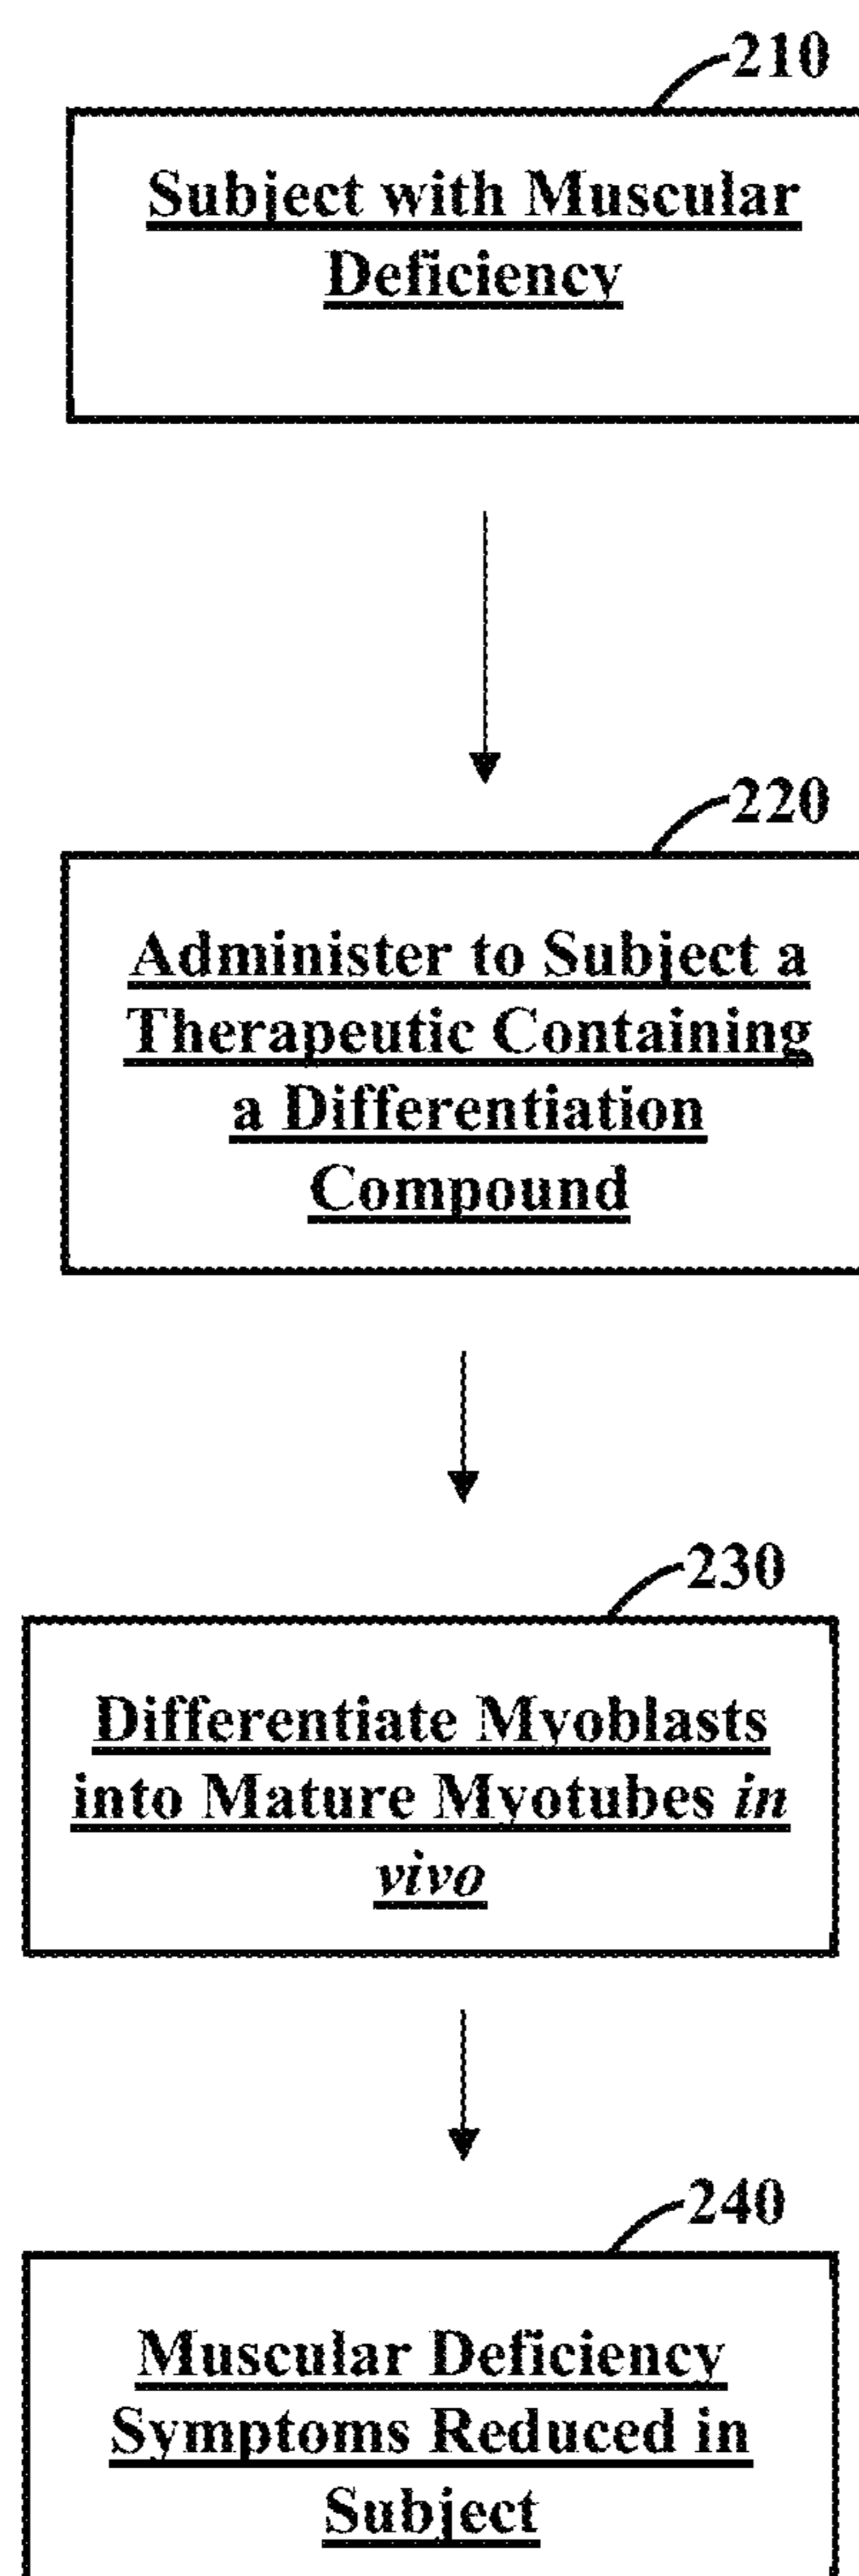 210
Subject with Muscular
Deficiency
220
Administer to Subject a
Therapeutic Containing
a Differentiation
Compound
230
Differentiate Myoblasts
into Mature Myotubes in
vivo
240
Muscular Deficiency
Symptoms Reduced in
Subject